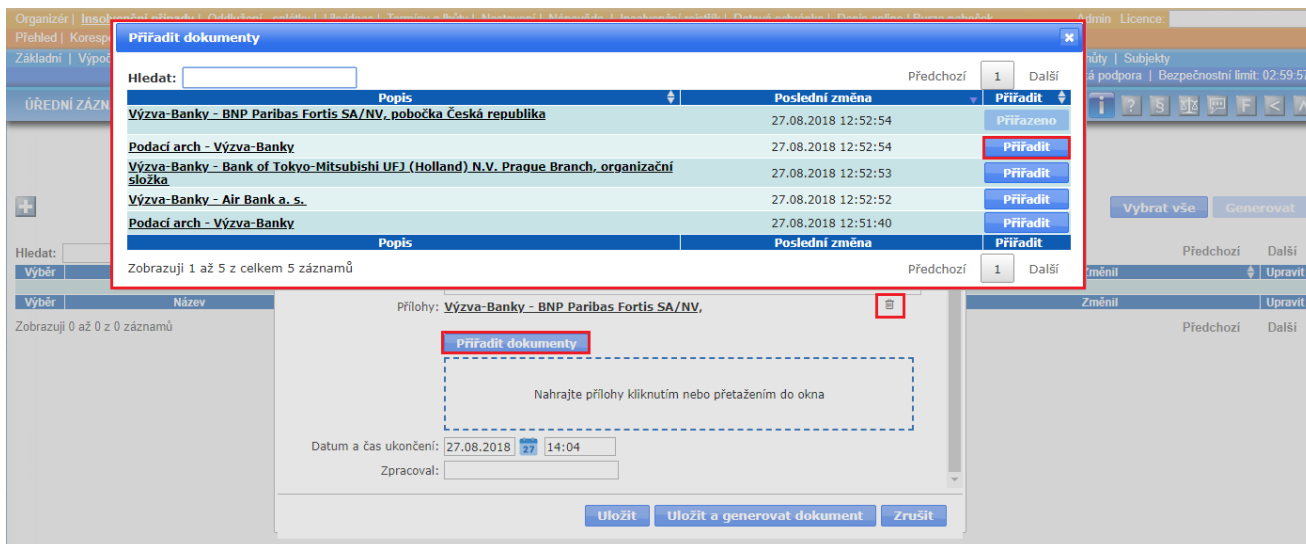 Organizér | Insolvenční případy | Oddlužení - splátky | Likvidace | Termíny a lhůty | Nastavení | Nápověda | Insolvenční rejstřík | Datová schránka | Denis online | Burza pohoček Admin Licence:
Přehled | Koresp
Přiřadit dokumenty
Základní | Výpoč
hůty | Subjekty
á podpora | Bezpečnostní limit: 02:59:57
ÚŘEDNÍ ZÁZN
Hledat:
Předchozí 1 Další
Popis Poslední změna Přiřadit
Výzva-Banky - BNP Paribas Fortis SA/NV, pobočka Česká republika 27.08.2018 12:52:54 Přiřazeno
Podací arch - Výzva-Banky 27.08.2018 12:52:54 Přiřadit
Výzva-Banky - Bank of Tokyo-Mitsubishi UFJ (Holland) N.V. Prague Branch, organizační
složka 27.08.2018 12:52:53 Přiřadit
Výzva-Banky - Air Bank a. s. 27.08.2018 12:52:52 Přiřadit
Podací arch - Výzva-Banky 27.08.2018 12:51:40 Přiřadit
Popis Poslední změna Přiřadit
Zobrazuji 1 až 5 z celkem 5 záznamů Předchozí 1 Další
Vybrat vše Generovat
Hledat:
Předchozí Další
Výběr Změnil Upravit
Výběr Název Změnil Upravit
Zobrazuji 0 až 0 z 0 záznamů
Předchozí Další
Přílohy: Výzva-Banky - BNP Paribas Fortis SA/NV,
Přiřadit dokumenty
Nahrajte přílohy kliknutím nebo přetažením do okna
Datum a čas ukončení: 27.08.2018 27 14:04
Zpracoval:
Uložit Uložit a generovat dokument Zrušit